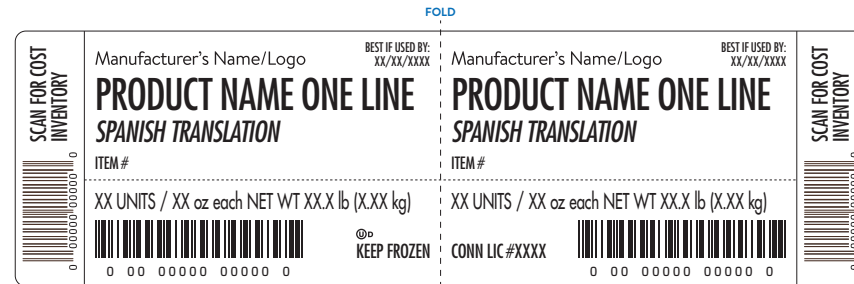 FOLD
SCAN FOR COST
INVENTORY
0 00000 00000 0
Manufacturer's Name/Logo
BEST IF USED BY:
XX/XX/XXXX
PRODUCT NAME ONE LINE
SPANISH TRANSLATION
ITEM #
XX UNITS / XX oz each NET WT XX.X lb (X.XX kg)
0 00 00000 00000 0
U D
KEEP FROZEN
Manufacturer's Name/Logo
BEST IF USED BY:
XX/XX/XXXX
PRODUCT NAME ONE LINE
SPANISH TRANSLATION
ITEM #
XX UNITS / XX oz each NET WT XX.X lb (X.XX kg)
CONN LIC #XXXX
0 00 00000 00000 0
SCAN FOR COST
INVENTORY
0 00000 00000 0